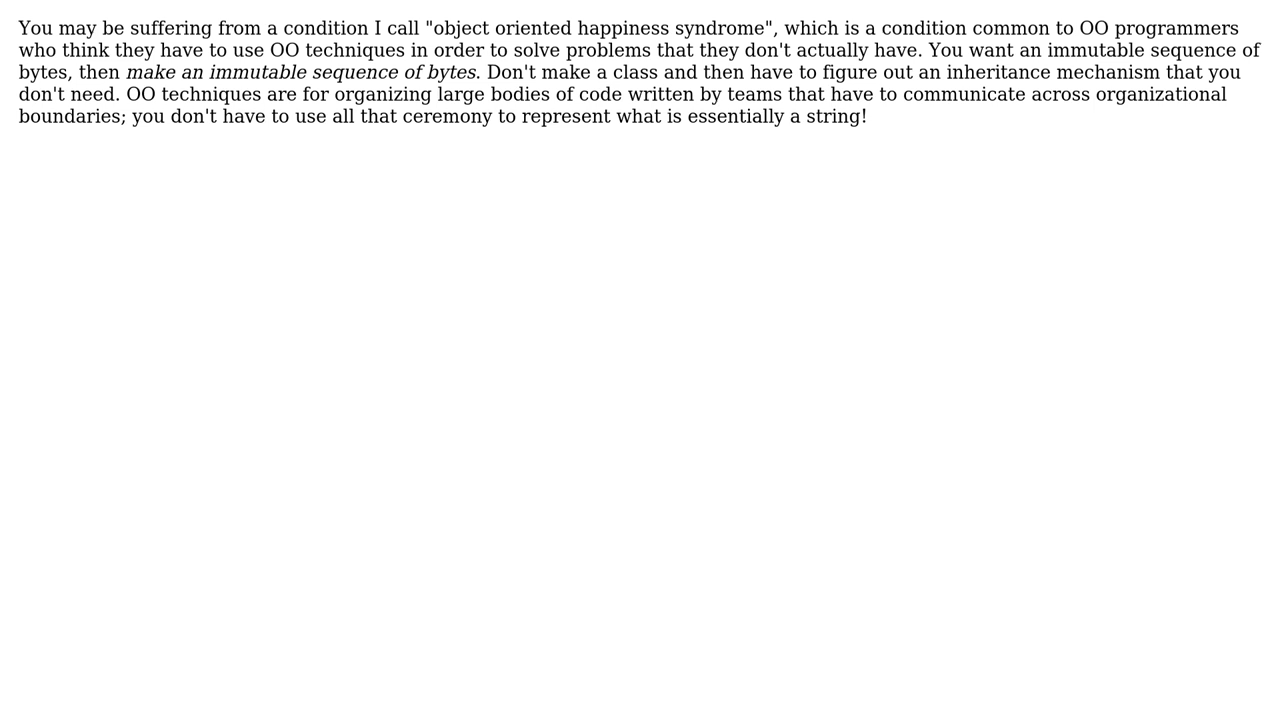 You may be suffering from a condition I call "object oriented happiness syndrome", which is a condition common to OO programmers
who think they have to use OO techniques in order to solve problems that they don't actually have. You want an immutable sequence of
bytes, then make an immutable sequence of bytes. Don't make a class and then have to figure out an inheritance mechanism that you
don't need. OO techniques are for organizing large bodies of code written by teams that have to communicate across organizational
boundaries; you don't have to use all that ceremony to represent what is essentially a string!